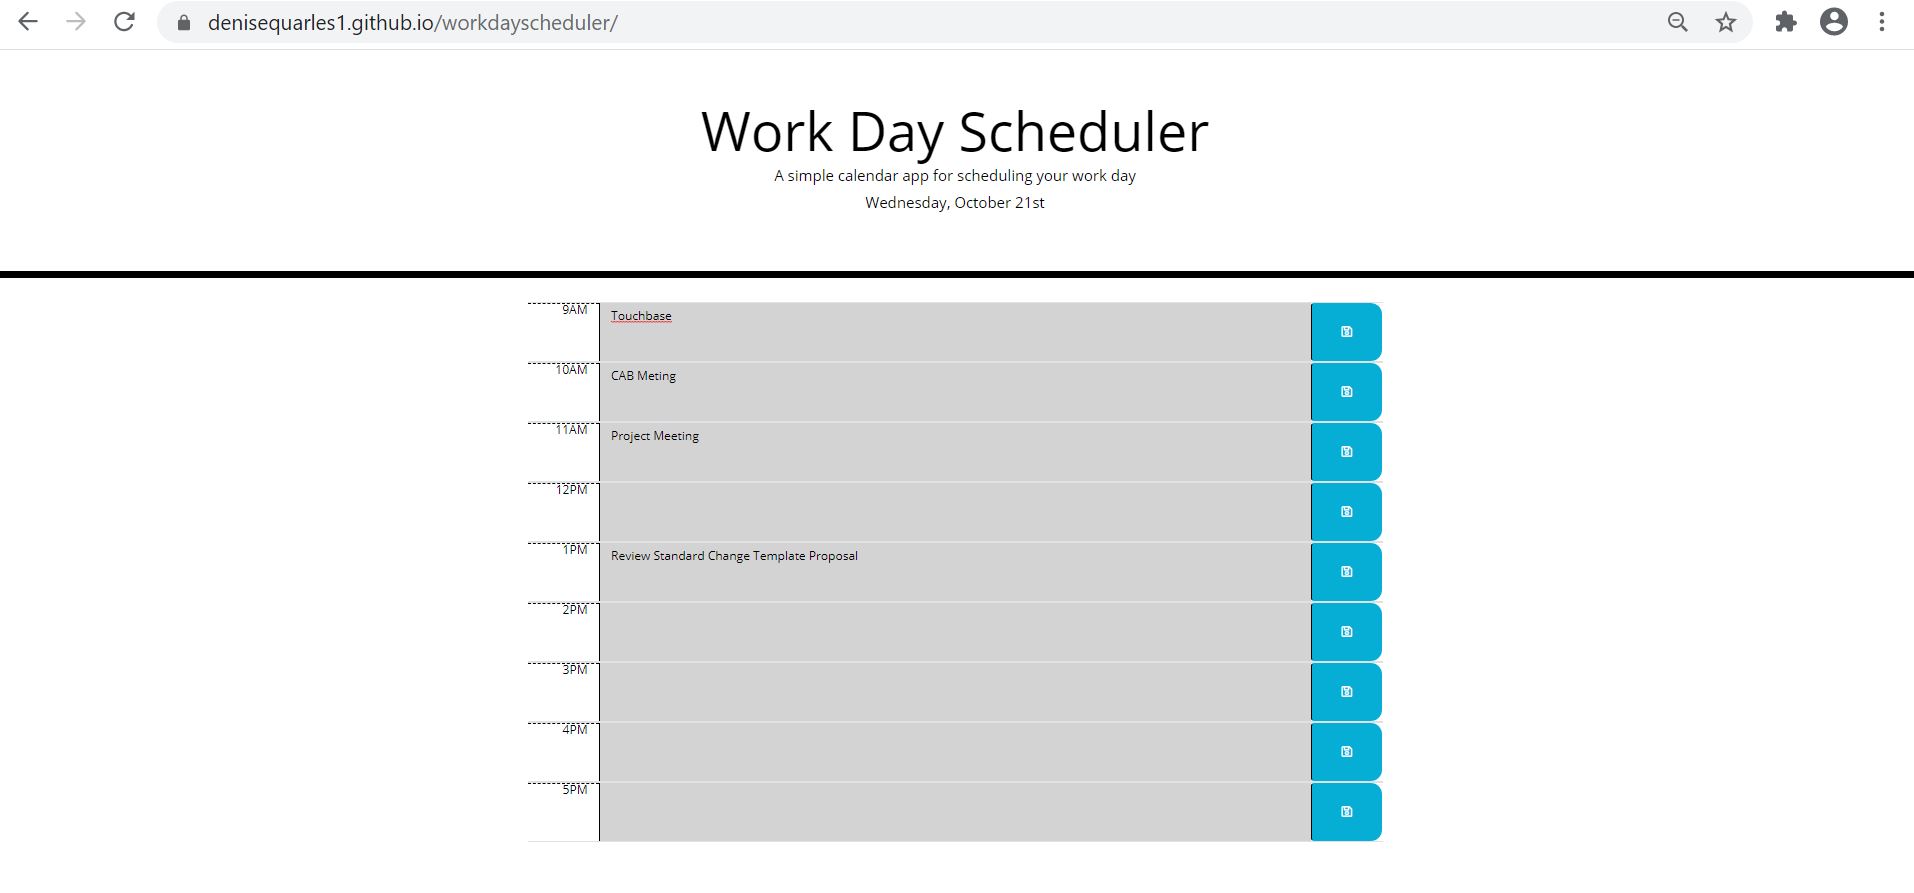 denisequarles1.github.io/workdayscheduler/
Work Day Scheduler
A simple calendar app for scheduling your work day
Wednesday, October 21st
9AM Touchbase
10AM CAB Meting
11AM Project Meeting
12PM
1PM Review Standard Change Template Proposal
2PM
3PM
4PM
5PM